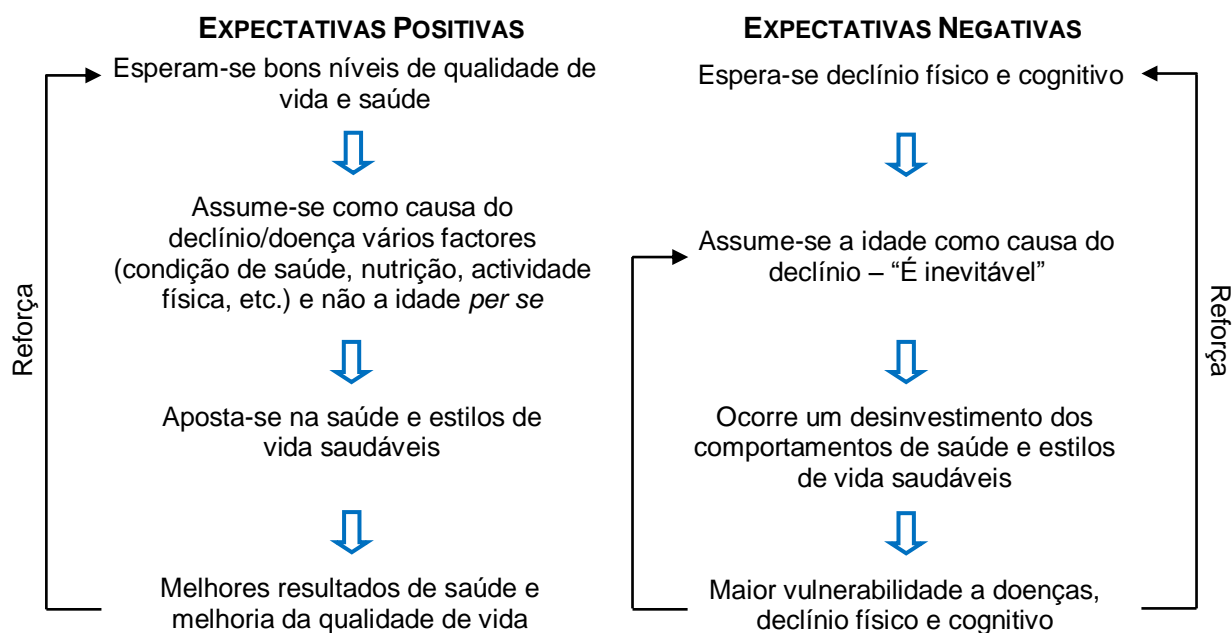 EXPECTATIVAS POSITIVAS
Esperam-se bons níveis de qualidade de
vida e saúde
Assume-se como causa do
declínio/doença vários factores
(condição de saúde, nutrição, actividade
física, etc.) e não a idade per se
Aposta-se na saúde e estilos de
vida saudáveis
Melhores resultados de saúde e
melhoria da qualidade de vida
Reforça
EXPECTATIVAS NEGATIVAS
Espera-se declínio físico e cognitivo
Assume-se a idade como causa do
declínio – “É inevitável”
Ocorre um desinvestimento dos
comportamentos de saúde e estilos
de vida saudáveis
Maior vulnerabilidade a doenças,
declínio físico e cognitivo
Reforça